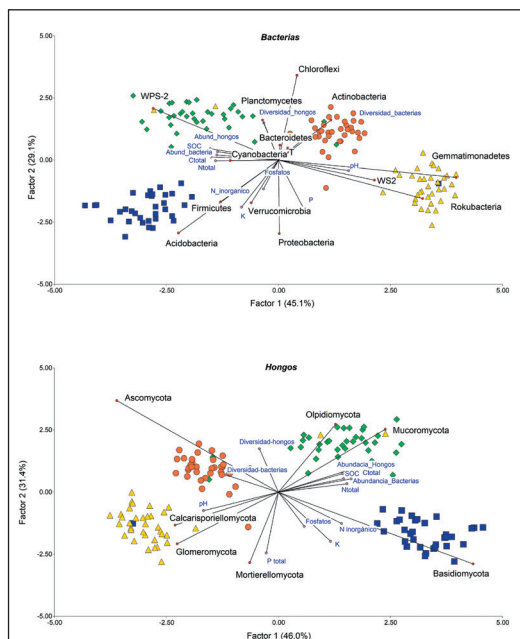 Bacterias
5.00
2.50
0.00
-2.50
-5.00
Factor 2 (29.1%)
Chloroflexi
WPS-2
Planctomycetes
Actinobacteria
Diversidad_hongos
Diversidad_bacterias
Abund_hongos
Bacteroidetes
SOC
Abund_bacteria
Cyanobacteria
T
Ctotal
Ntotal
Fosfatos
pH
Gemmatimonadetes
WS2
N_inorganico
Firmicutes
K
Verrucomicrobia
P
Rokubacteria
Acidobacteria
Proteobacteria
-5.00 -2.50 0.00 2.50 5.00
Factor 1 (45.1%)
Hongos
5.00
2.50
0.00
-2.50
-5.00
Factor 2 (31.4%)
Ascomycota
Olpidiomycota
Mucoromycota
Diversidad-hongos
Diversidad-bacterias
Abundacia_Hongos
SOC Ctotal
Abundancia_Bacterias
Ntotal
pH
Calcarisporiellomycota
Fosfatos
N inorgánico
Glomeromycota
K
P total
Mortierellomycota
Basidiomycota
-5.00 -2.50 0.00 2.50 5.00
Factor 1 (46.0%)